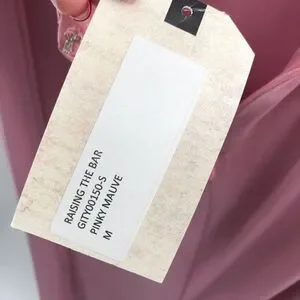 RAISING THE BAR
GITY00150-S
PINKY MAUVE
M